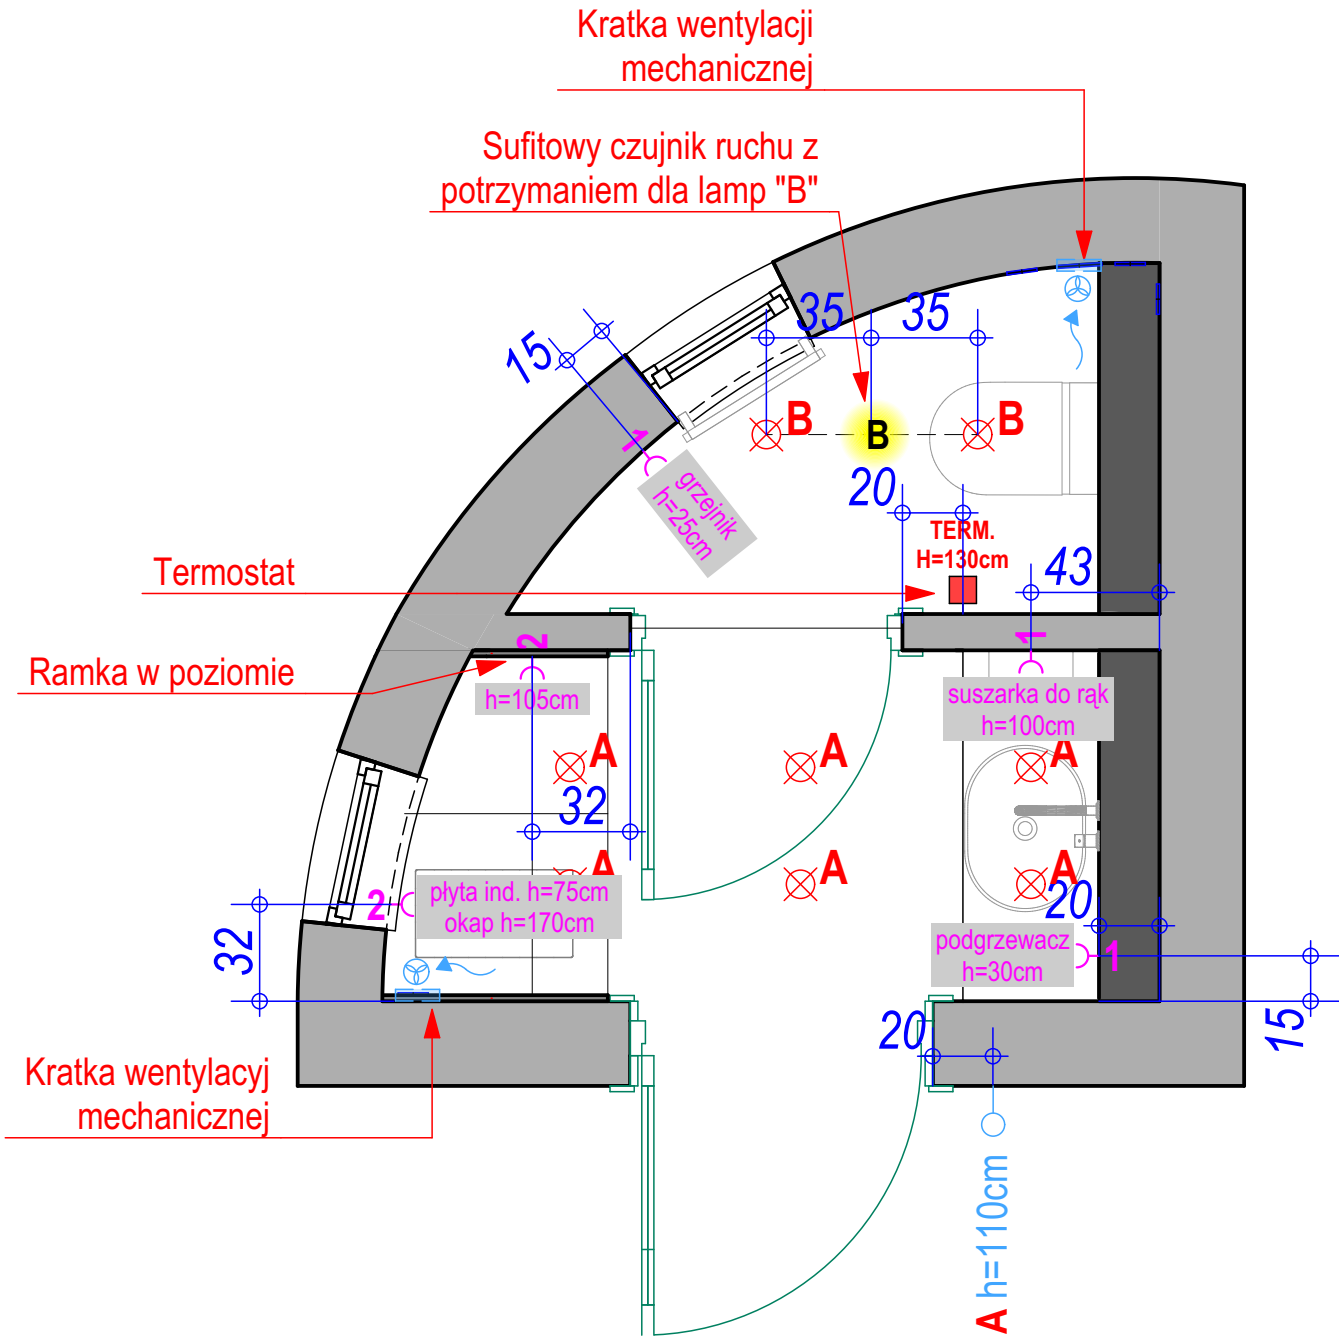 Kratka wentylacji
mechanicznej
Sufitowy czujnik ruchu z
potrzymaniem dla lamp "B"
35
35
15
B
B
B
1
grzejnik
h=25cm
20
TERM.
H=130cm
43
Termostat
2
1
Ramka w poziomie
h=105cm
suszarka do rąk
h=100cm
A
A
A
32
A
A
A
2
płyta ind. h=75cm
okap h=170cm
20
32
podgrzewacz
h=30cm
1
20
15
Kratka wentylacyj
mechanicznej
A h=110cm